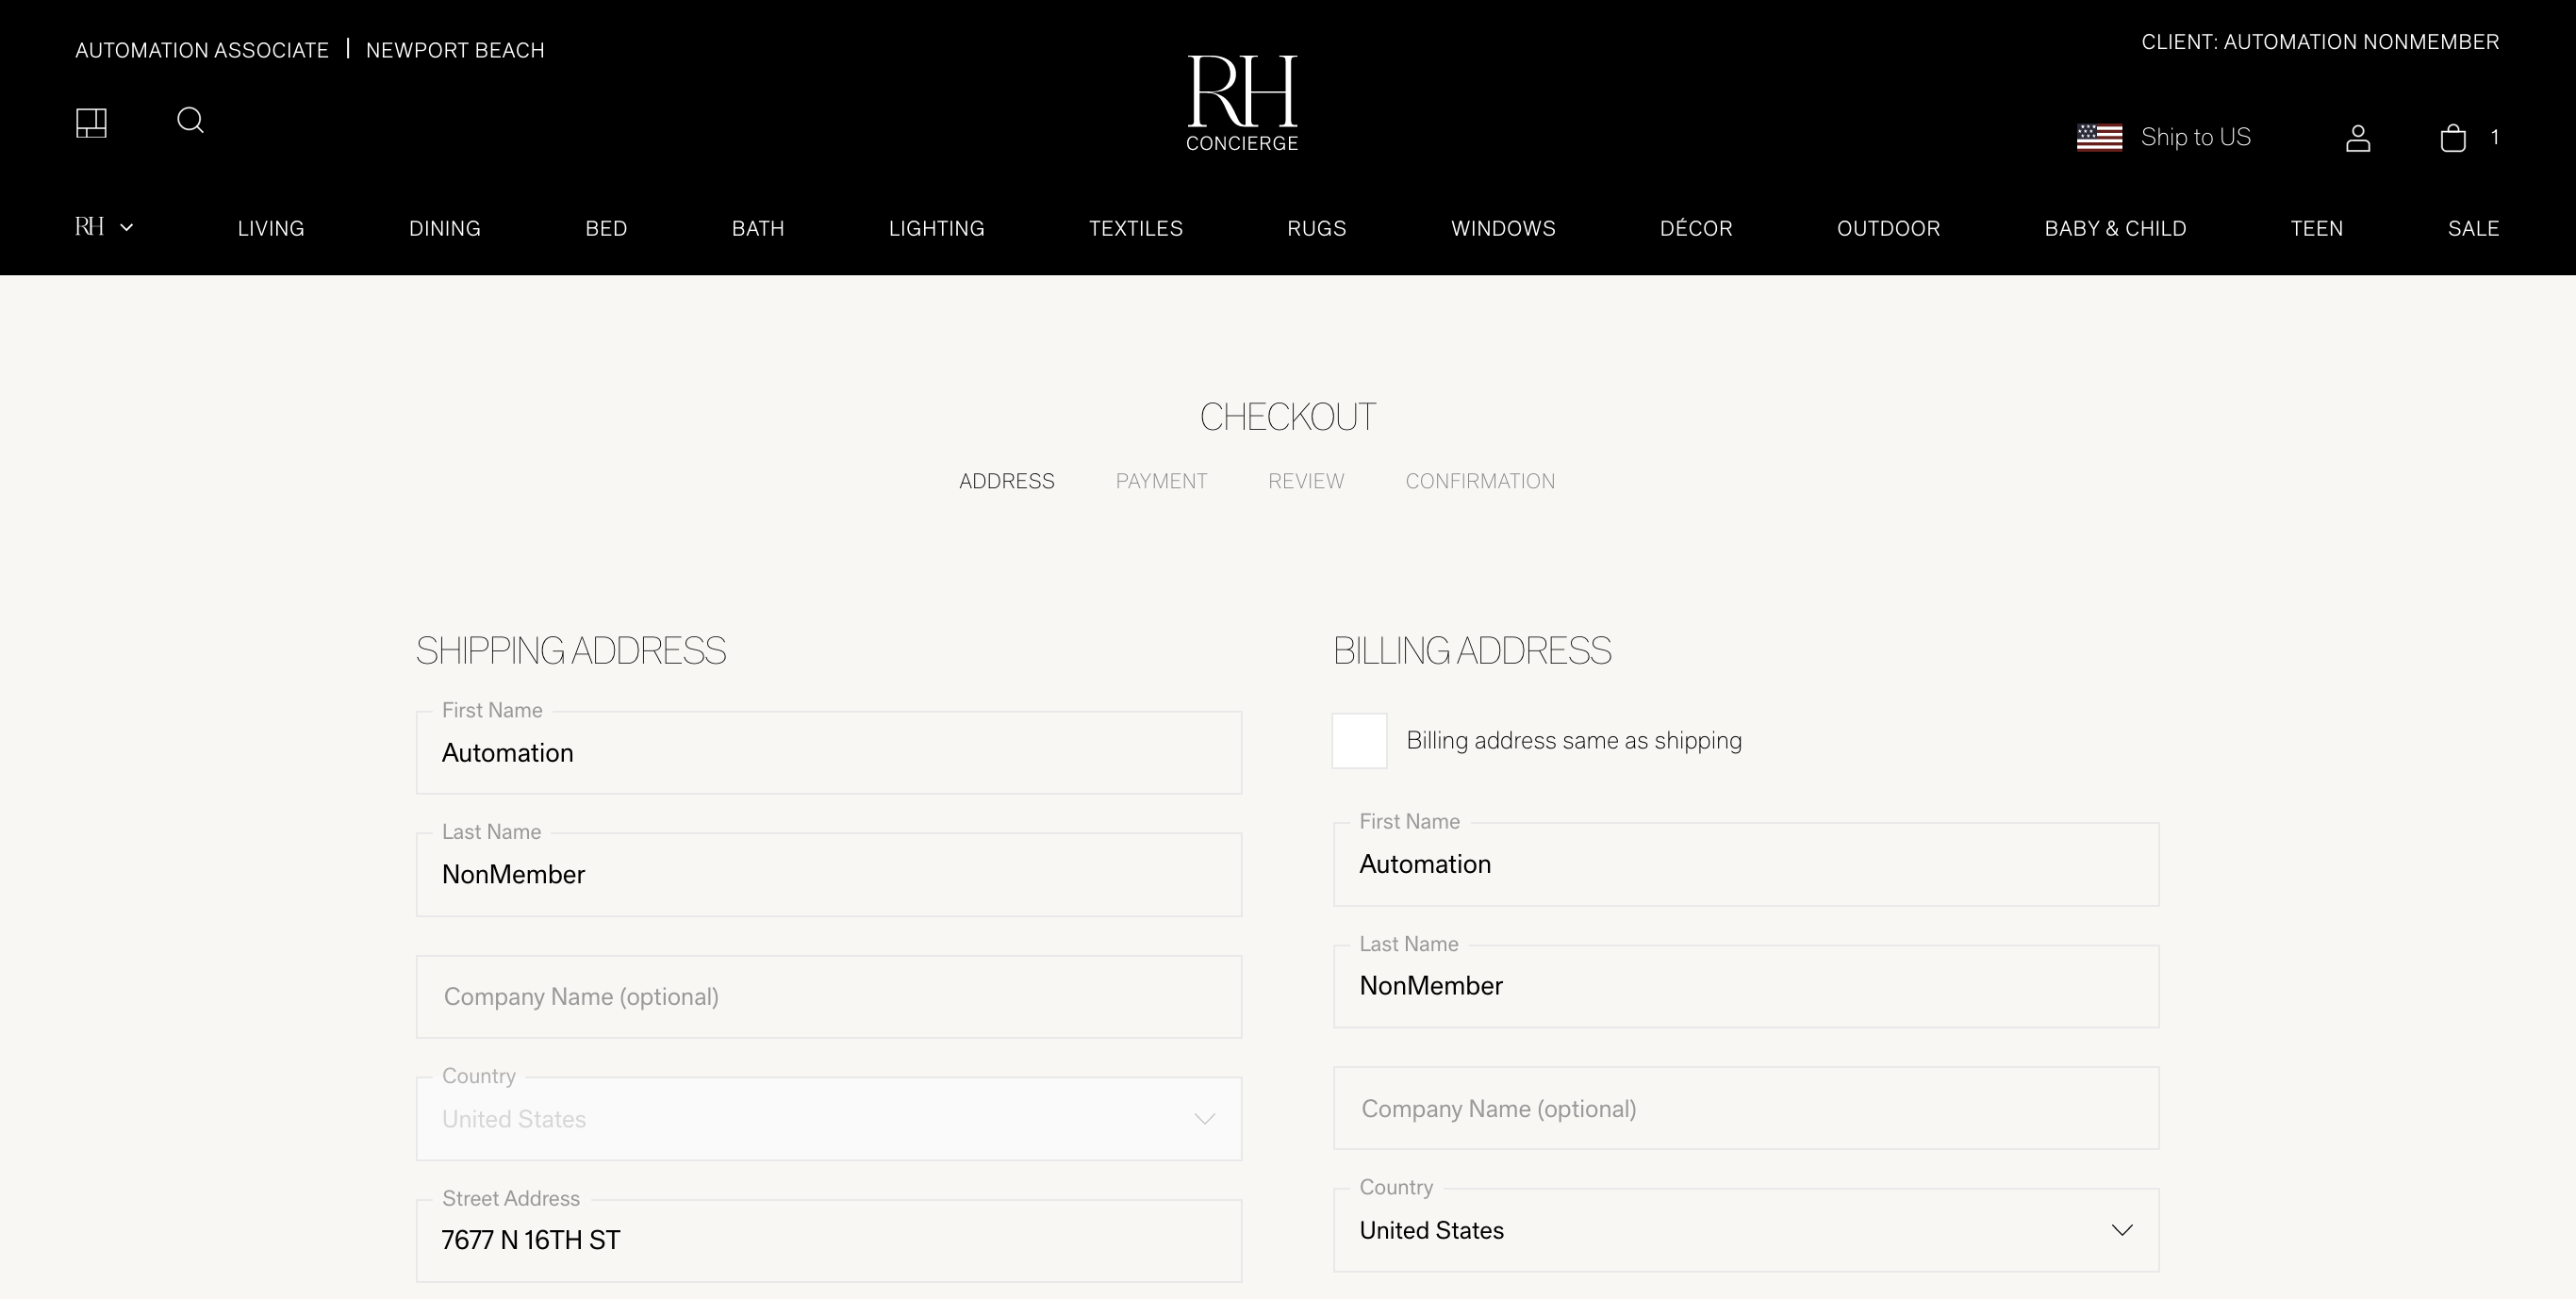 AUTOMATION ASSOCIATE | NEWPORT BEACH
CLIENT: AUTOMATION NONMEMBER
RH
CONCIERGE
Ship to US
1
RH LIVING DINING BED BATH LIGHTING TEXTILES RUGS WINDOWS DÉCOR OUTDOOR BABY & CHILD TEEN SALE
CHECKOUT
ADDRESS PAYMENT REVIEW CONFIRMATION
SHIPPING ADDRESS
First Name
Automation
Last Name
NonMember
Company Name (optional)
Country
United States
Street Address
7677 N 16TH ST
BILLING ADDRESS
Billing address same as shipping
First Name
Automation
Last Name
NonMember
Company Name (optional)
Country
United States